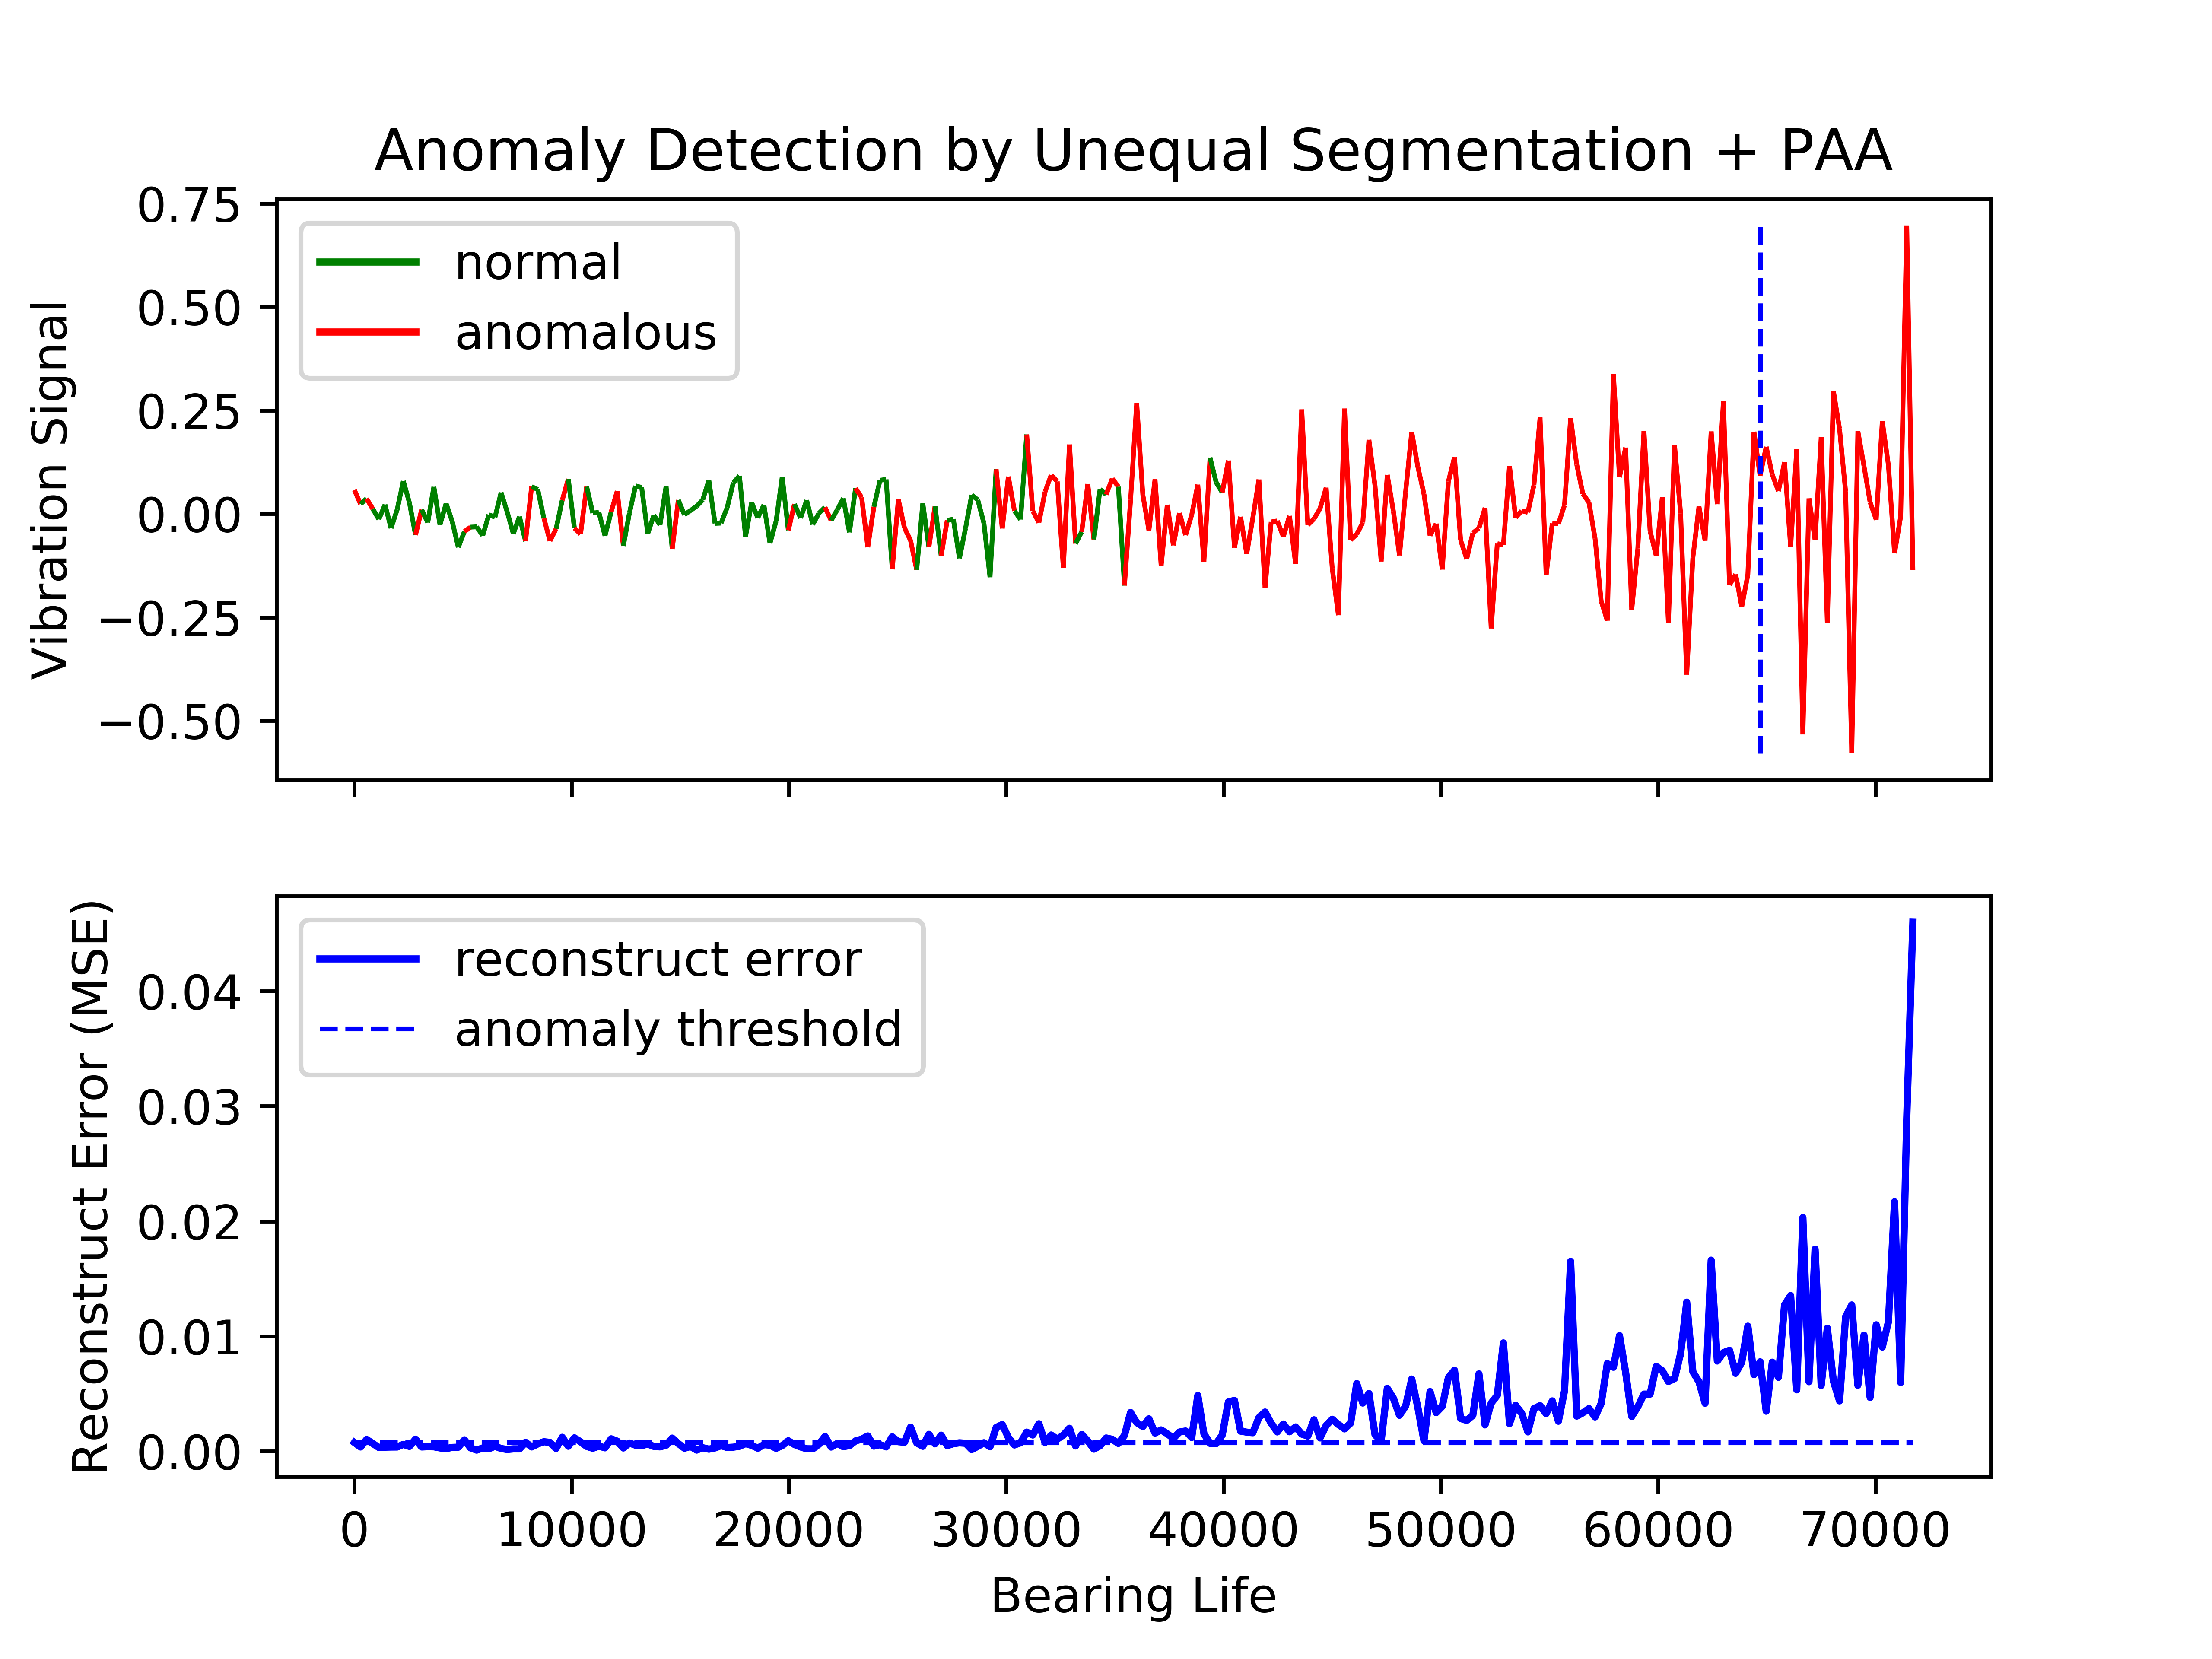 Anomaly Detection by Unequal Segmentation + PAA
0.75
0.50
0.25
0.00
−0.25
−0.50
Vibration Signal
normal
anomalous
0.04
0.03
0.02
0.01
0.00
Reconstruct Error (MSE)
reconstruct error
anomaly threshold
0 10000 20000 30000 40000 50000 60000 70000
Bearing Life